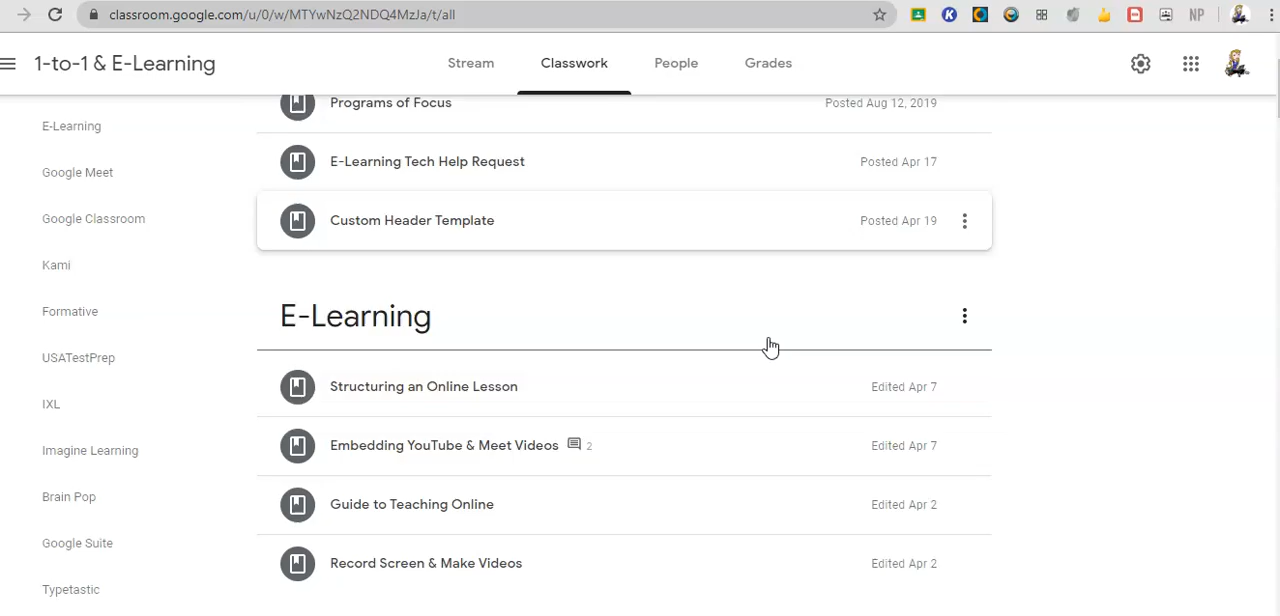 classroom.google.com/u/0/w/MTYwNzQ2NDQ4MzJa/t/all
NP
1-to-1 & E-Learning
Stream
Classwork
People
Grades
E-Learning
Google Meet
Google Classroom
Kami
Formative
USATestPrep
IXL
Imagine Learning
Brain Pop
Google Suite
Typetastic
Programs of Focus
Posted Aug 12, 2019
E-Learning Tech Help Request
Posted Apr 17
Custom Header Template
Posted Apr 19
E-Learning
Structuring an Online Lesson
Edited Apr 7
Embedding YouTube & Meet Videos 2
Edited Apr 7
Guide to Teaching Online
Edited Apr 2
Record Screen & Make Videos
Edited Apr 2